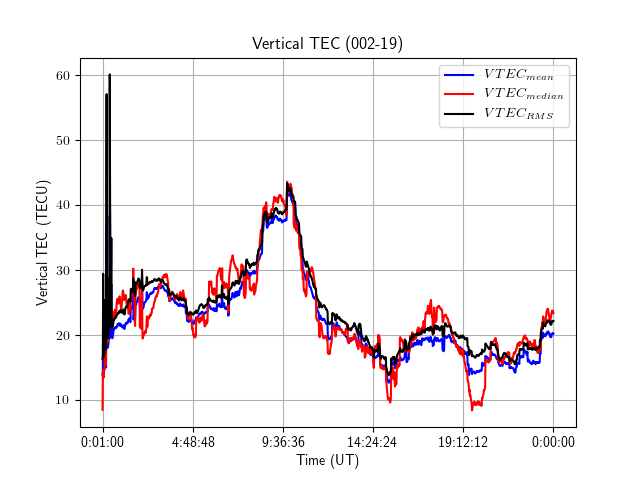 Vertical TEC (002-19)
VTEC_mean
VTEC_median
VTEC_RMS
60
50
40
30
20
10
Vertical TEC (TECU)
0:01:00 4:48:48 9:36:36 14:24:24 19:12:12 0:00:00
Time (UT)